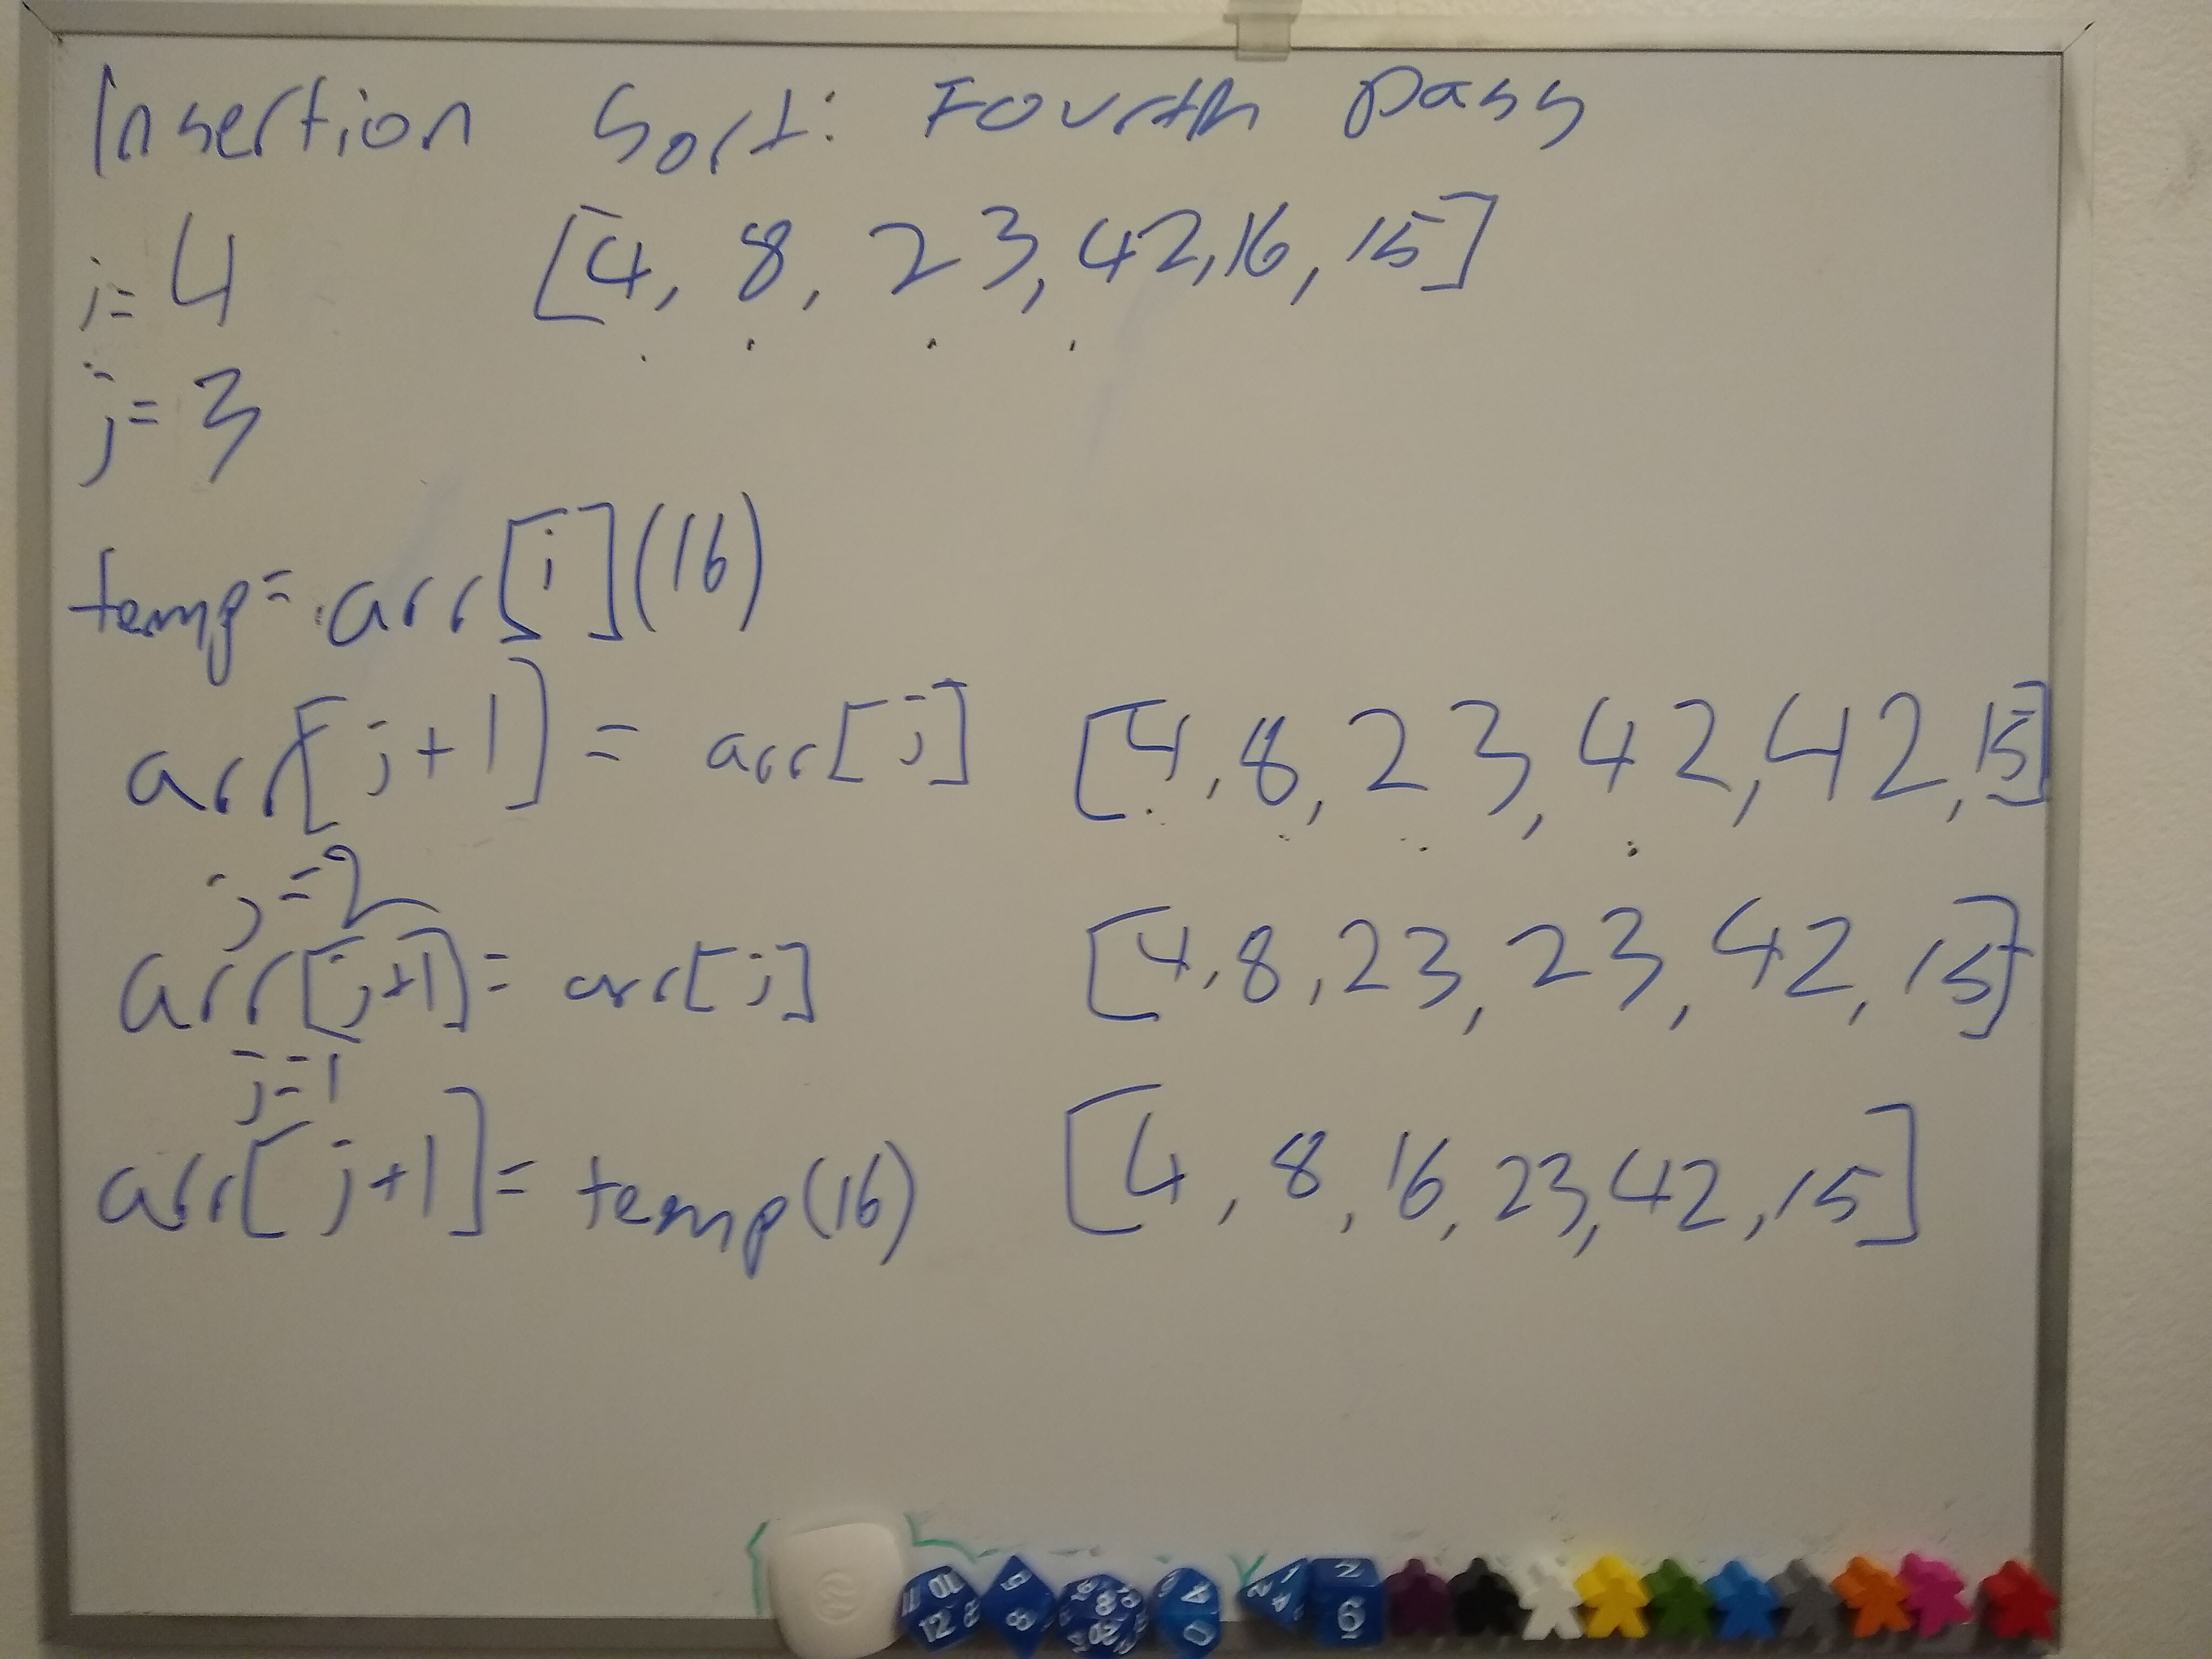 Insertion Sort: Fourth pass
i=4 [4, 8, 23, 42, 16, 15]
j=3
temp= arr[i](16)
arr[j+1] = arr[j] [4, 8, 23, 42, 42, 15]
j=2
arr[j+1]= arr[j] [4, 8, 23, 23, 42, 15]
j=1
arr[j+1]= temp(16) [4, 8, 16, 23, 42, 15]